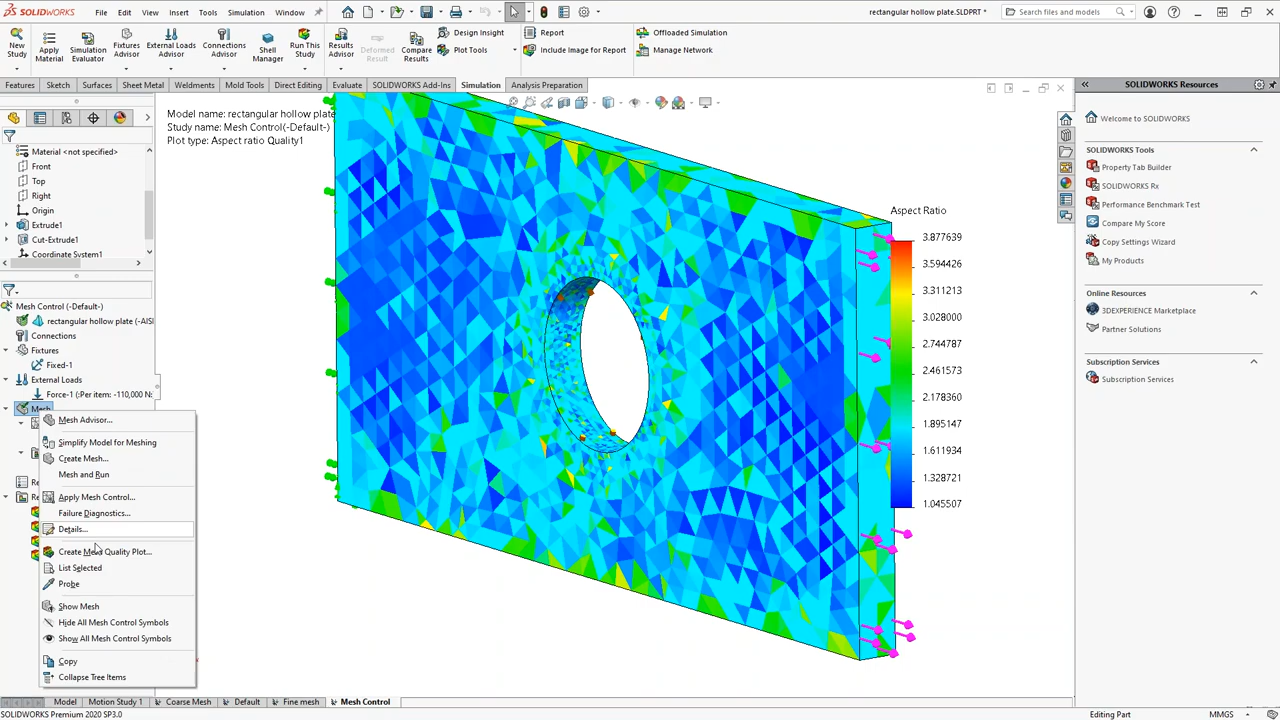 SOLIDWORKS
File Edit View Insert Tools Simulation Window
rectangular hollow plate.SLDPRT *
Search files and models
New Study
Apply Material
Simulation Evaluator
Fixtures Advisor
External Loads Advisor
Connections Advisor
Shell Manager
Run This Study
Results Advisor
Deformed Result
Compare Results
Design Insight
Plot Tools
Report
Include Image for Report
Offloaded Simulation
Manage Network
Features Sketch Surfaces Sheet Metal Weldments Mold Tools Direct Editing Evaluate SOLIDWORKS Add-Ins Simulation Analysis Preparation
Model name: rectangular hollow plate
Study name: Mesh Control(-Default-)
Plot type: Aspect ratio Quality1
Material <not specified>
Front
Top
Right
Origin
Extrude1
Cut-Extrude1
Coordinate System1
Mesh Control (-Default-)
rectangular hollow plate (-AIS
Connections
Fixtures
Fixed-1
External Loads
Force-1 (:Per item: -110,000 N:
Mesh
Mesh Advisor...
Simplify Model for Meshing
Create Mesh...
Mesh and Run
Apply Mesh Control...
Failure Diagnostics...
Details...
Create Mesh Quality Plot...
List Selected
Probe
Show Mesh
Hide All Mesh Control Symbols
Show All Mesh Control Symbols
Copy
Collapse Tree Items
Re
Re
Aspect Ratio
3.877639
3.594426
3.311213
3.028000
2.744787
2.461573
2.178360
1.895147
1.611934
1.328721
1.045507
SOLIDWORKS Resources
Welcome to SOLIDWORKS
SOLIDWORKS Tools
Property Tab Builder
SOLIDWORKS Rx
Performance Benchmark Test
Compare My Score
Copy Settings Wizard
My Products
Online Resources
3DEXPERIENCE Marketplace
Partner Solutions
Subscription Services
Subscription Services
Model Motion Study 1 Coarse Mesh Default Fine mesh Mesh Control
SOLIDWORKS Premium 2020 SP3.0
Editing Part
MMGS